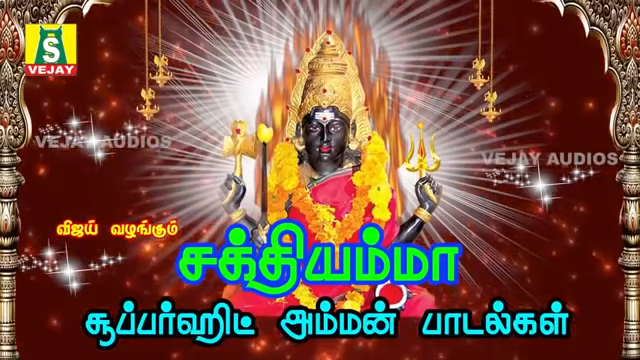 S
VEJAY
VEJAY AUDIOS
VEJAY AUDIOS
விஜய் வழங்கும்
சக்தியம்மா
சூப்பர்ஹிட் அம்மன் பாடல்கள்